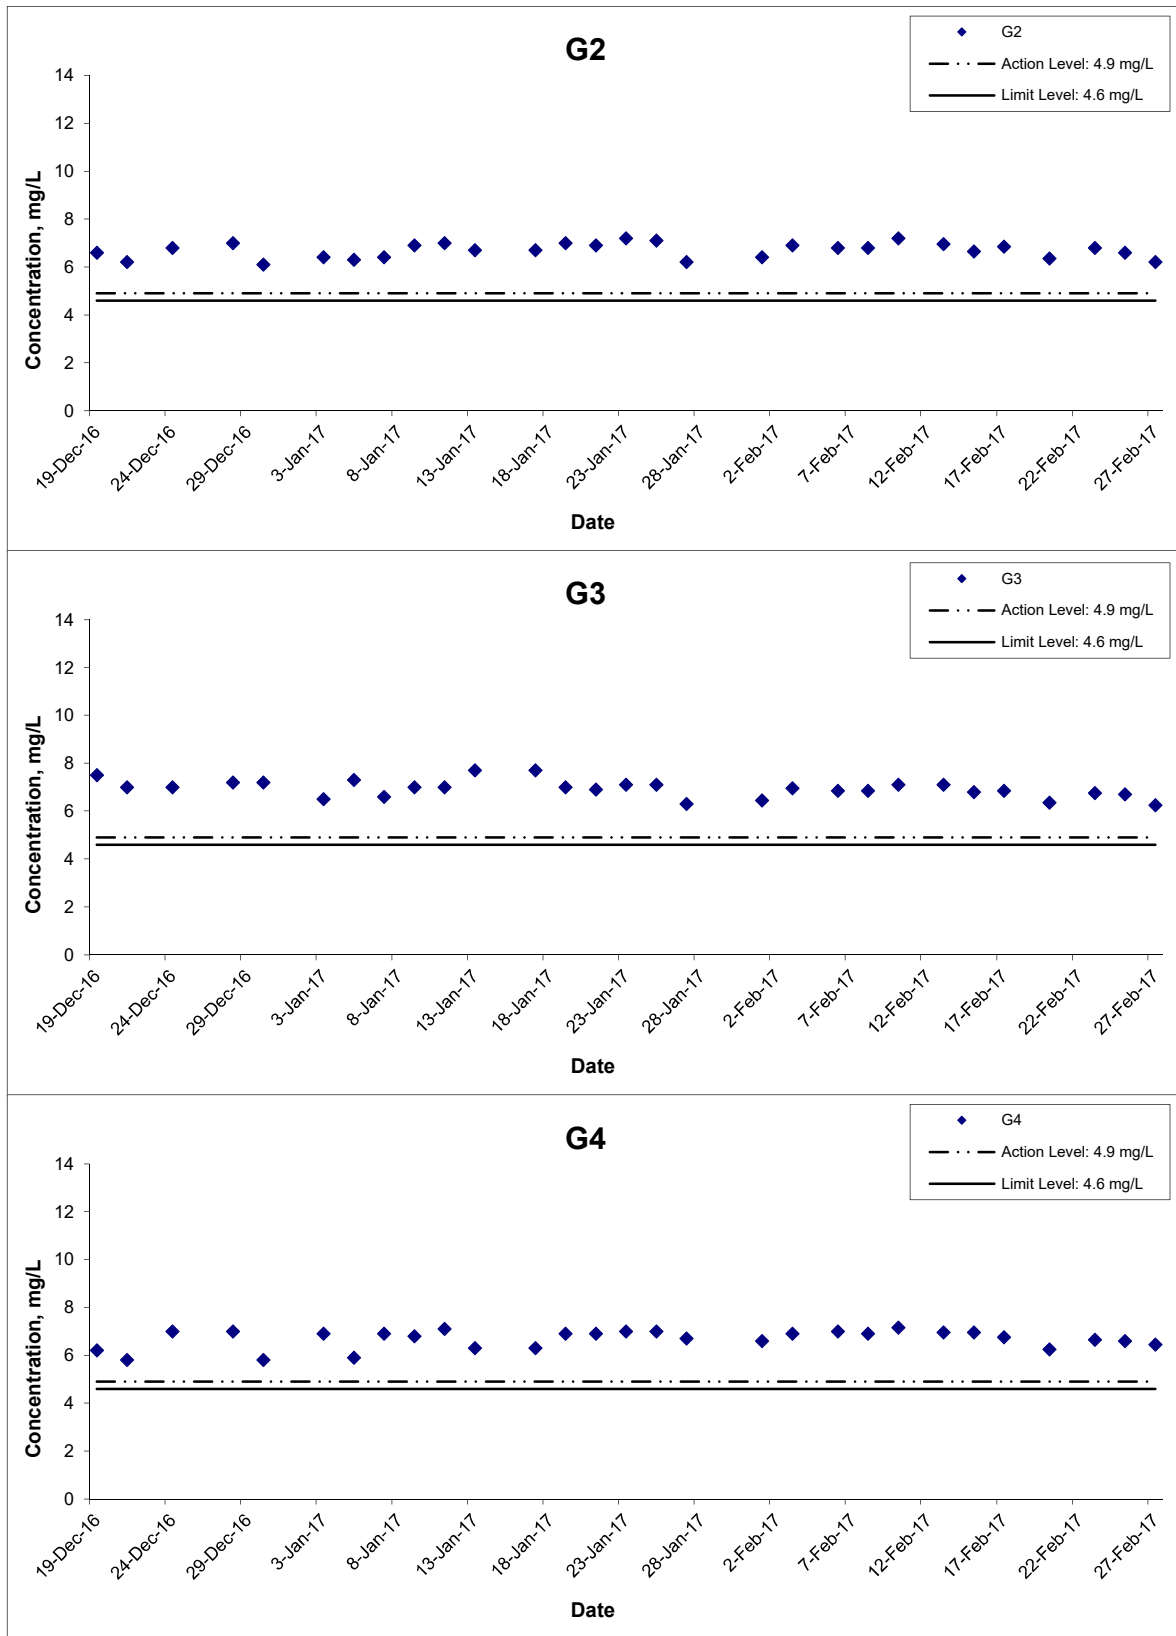 G2
G2
Action Level: 4.9 mg/L
Limit Level: 4.6 mg/L
Concentration, mg/L
14
12
10
8
6
4
2
0
19-Dec-16
24-Dec-16
29-Dec-16
3-Jan-17
8-Jan-17
13-Jan-17
18-Jan-17
23-Jan-17
28-Jan-17
2-Feb-17
7-Feb-17
12-Feb-17
17-Feb-17
22-Feb-17
27-Feb-17
Date
G3
G3
Action Level: 4.9 mg/L
Limit Level: 4.6 mg/L
Concentration, mg/L
14
12
10
8
6
4
2
0
19-Dec-16
24-Dec-16
29-Dec-16
3-Jan-17
8-Jan-17
13-Jan-17
18-Jan-17
23-Jan-17
28-Jan-17
2-Feb-17
7-Feb-17
12-Feb-17
17-Feb-17
22-Feb-17
27-Feb-17
Date
G4
G4
Action Level: 4.9 mg/L
Limit Level: 4.6 mg/L
Concentration, mg/L
14
12
10
8
6
4
2
0
19-Dec-16
24-Dec-16
29-Dec-16
3-Jan-17
8-Jan-17
13-Jan-17
18-Jan-17
23-Jan-17
28-Jan-17
2-Feb-17
7-Feb-17
12-Feb-17
17-Feb-17
22-Feb-17
27-Feb-17
Date